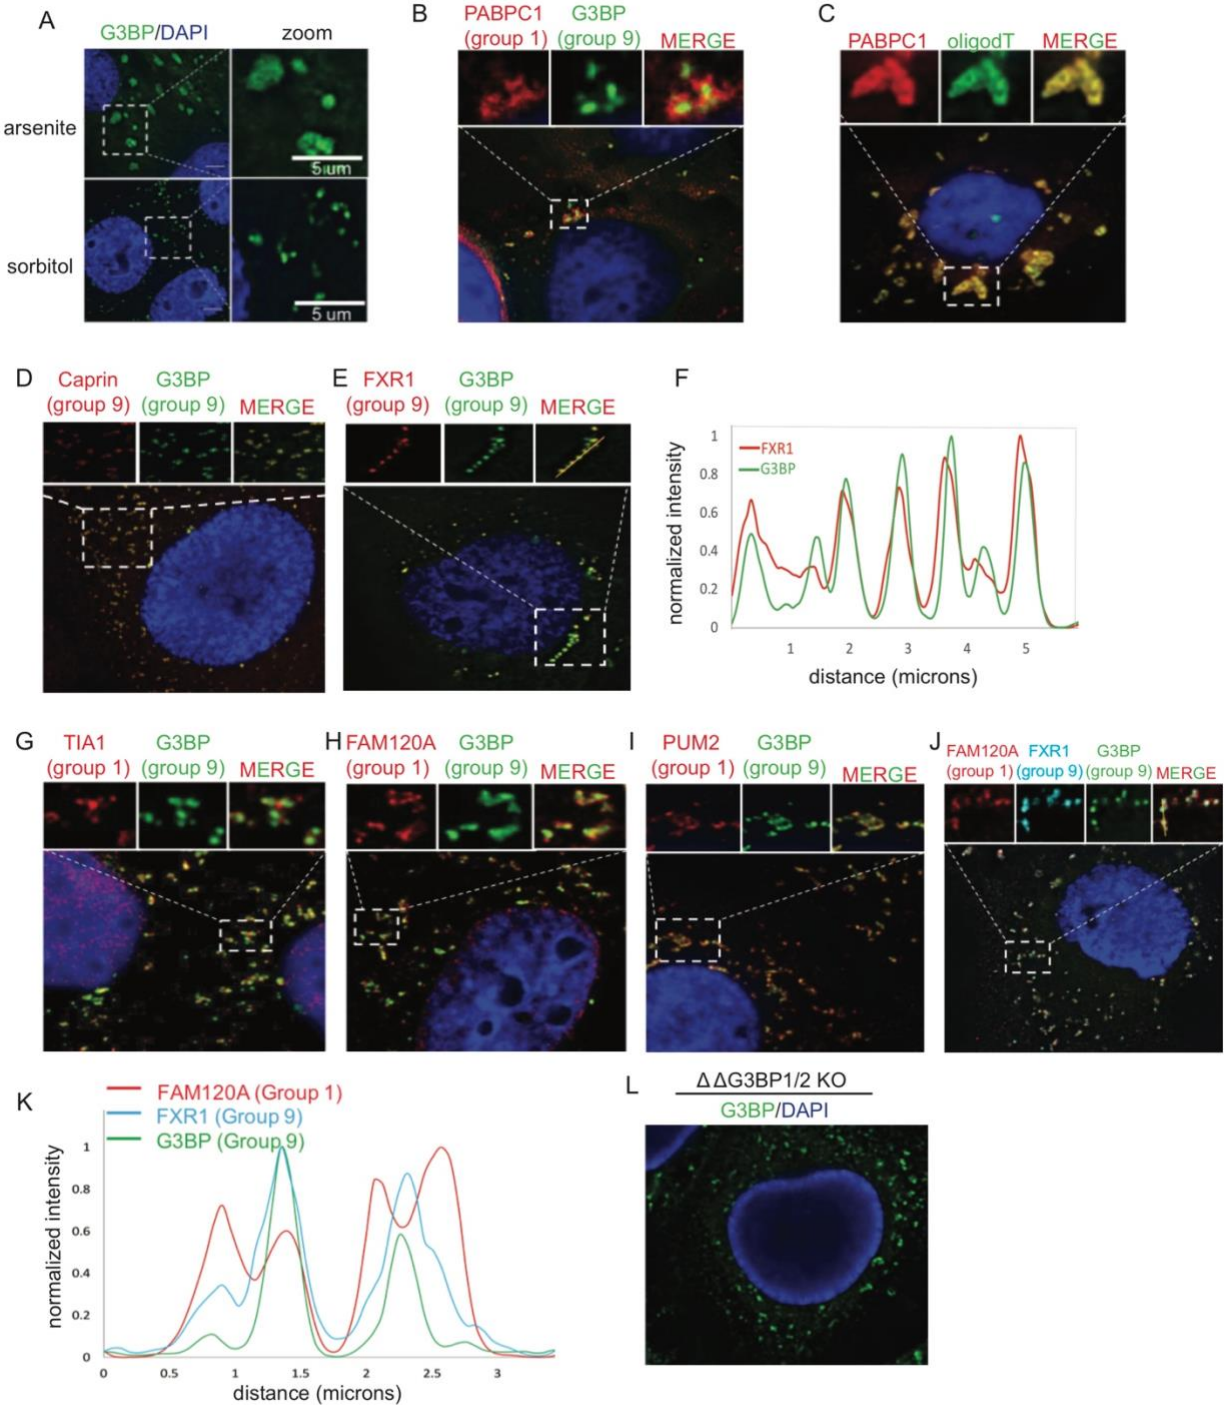 A
G3BP/DAPI
zoom
arsenite
5 um
sorbitol
5 um
B
PABPC1
(group 1)
G3BP
(group 9)
MERGE
C
PABPC1
oligodT
MERGE
D
Caprin
(group 9)
G3BP
(group 9)
MERGE
E
FXR1
(group 9)
G3BP
(group 9)
MERGE
F
normalized intensity
1
0.8
0.6
0.4
0.2
0
FXR1
G3BP
1 2 3 4 5
distance (microns)
G
TIA1
(group 1)
G3BP
(group 9)
MERGE
H
FAM120A
(group 1)
G3BP
(group 9)
MERGE
I
PUM2
(group 1)
G3BP
(group 9)
MERGE
J
FAM120A
(group 1)
FXR1
(group 9)
G3BP
(group 9)
MERGE
K
FAM120A (Group 1)
FXR1 (Group 9)
G3BP (Group 9)
normalized intensity
1
0.8
0.6
0.4
0.2
0
0 0.5 1 1.5 2 2.5 3
distance (microns)
L
ΔΔG3BP1/2 KO
G3BP/DAPI